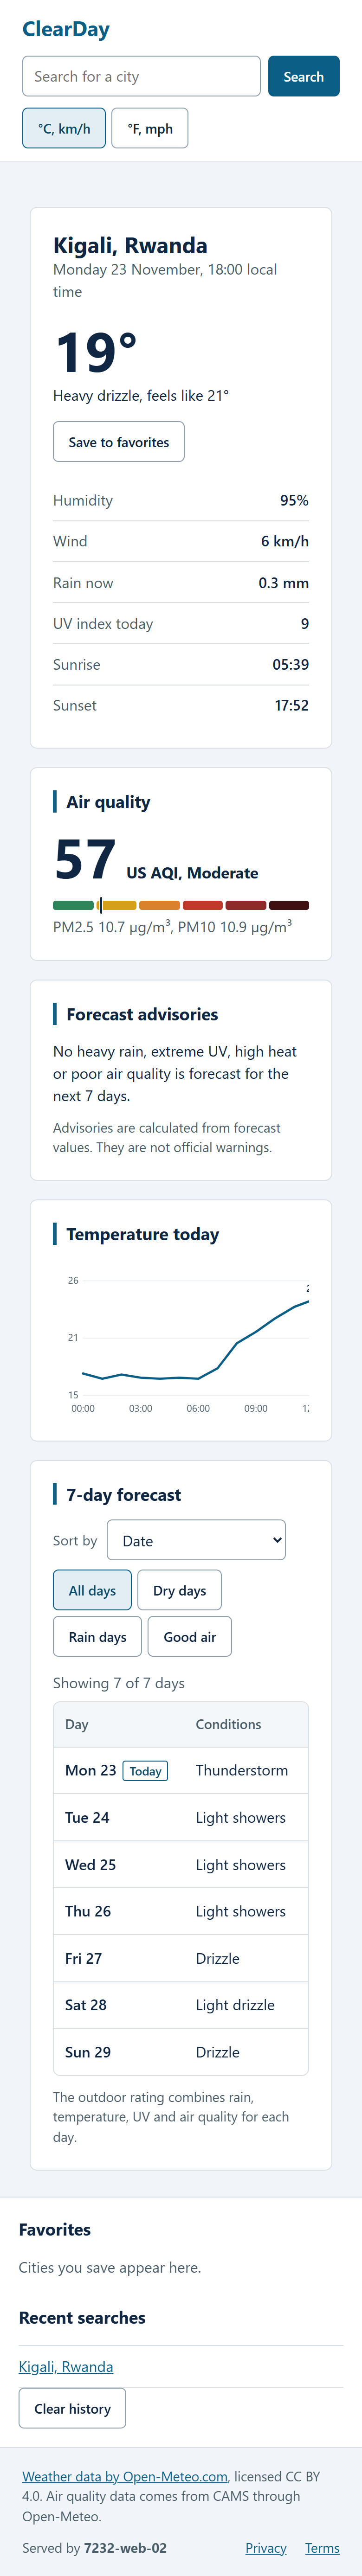 ClearDay
Search for a city
Search
°C, km/h
°F, mph
Kigali, Rwanda
Monday 23 November, 18:00 local
time
19°
Heavy drizzle, feels like 21°
Save to favorites
Humidity 95%
Wind 6 km/h
Rain now 0.3 mm
UV index today 9
Sunrise 05:39
Sunset 17:52
Air quality
57 US AQI, Moderate
PM2.5 10.7 µg/m³, PM10 10.9 µg/m³
Forecast advisories
No heavy rain, extreme UV, high heat
or poor air quality is forecast for the
next 7 days.
Advisories are calculated from forecast
values. They are not official warnings.
Temperature today
26
21
15
00:00 03:00 06:00 09:00
7-day forecast
Sort by Date
All days Dry days
Rain days Good air
Showing 7 of 7 days
Day Conditions
Mon 23 Today Thunderstorm
Tue 24 Light showers
Wed 25 Light showers
Thu 26 Light showers
Fri 27 Drizzle
Sat 28 Light drizzle
Sun 29 Drizzle
The outdoor rating combines rain,
temperature, UV and air quality for each
day.
Favorites
Cities you save appear here.
Recent searches
Kigali, Rwanda
Clear history
Weather data by Open-Meteo.com, licensed CC BY
4.0. Air quality data comes from CAMS through
Open-Meteo.
Served by 7232-web-02 Privacy Terms